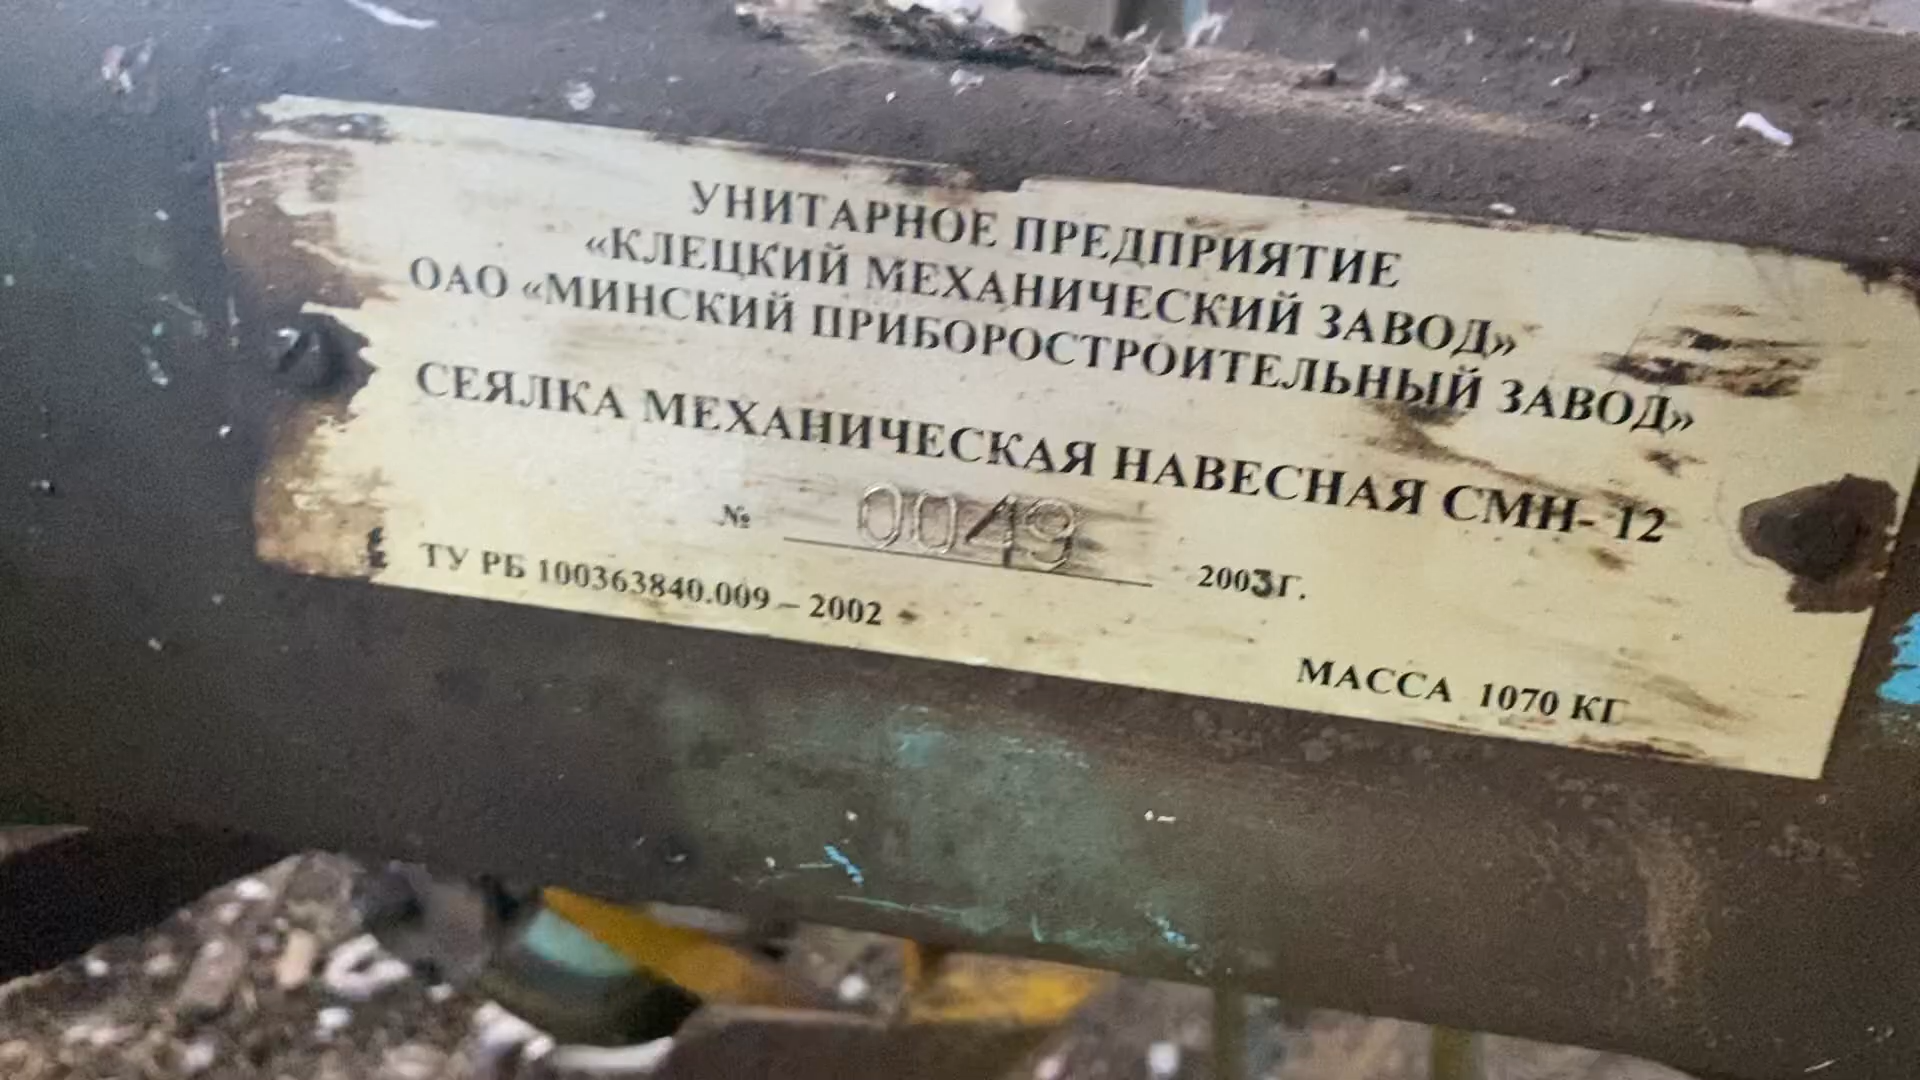 УНИТАРНОЕ ПРЕДПРИЯТИЕ
«КЛЕЦКИЙ МЕХАНИЧЕСКИЙ ЗАВОД»
ОАО «МИНСКИЙ ПРИБОРОСТРОИТЕЛЬНЫЙ ЗАВОД»
СЕЯЛКА МЕХАНИЧЕСКАЯ НАВЕСНАЯ СМН- 12
№ 0049 2003Г.
ТУ РБ 100363840.009 – 2002
МАССА 1070 КГ